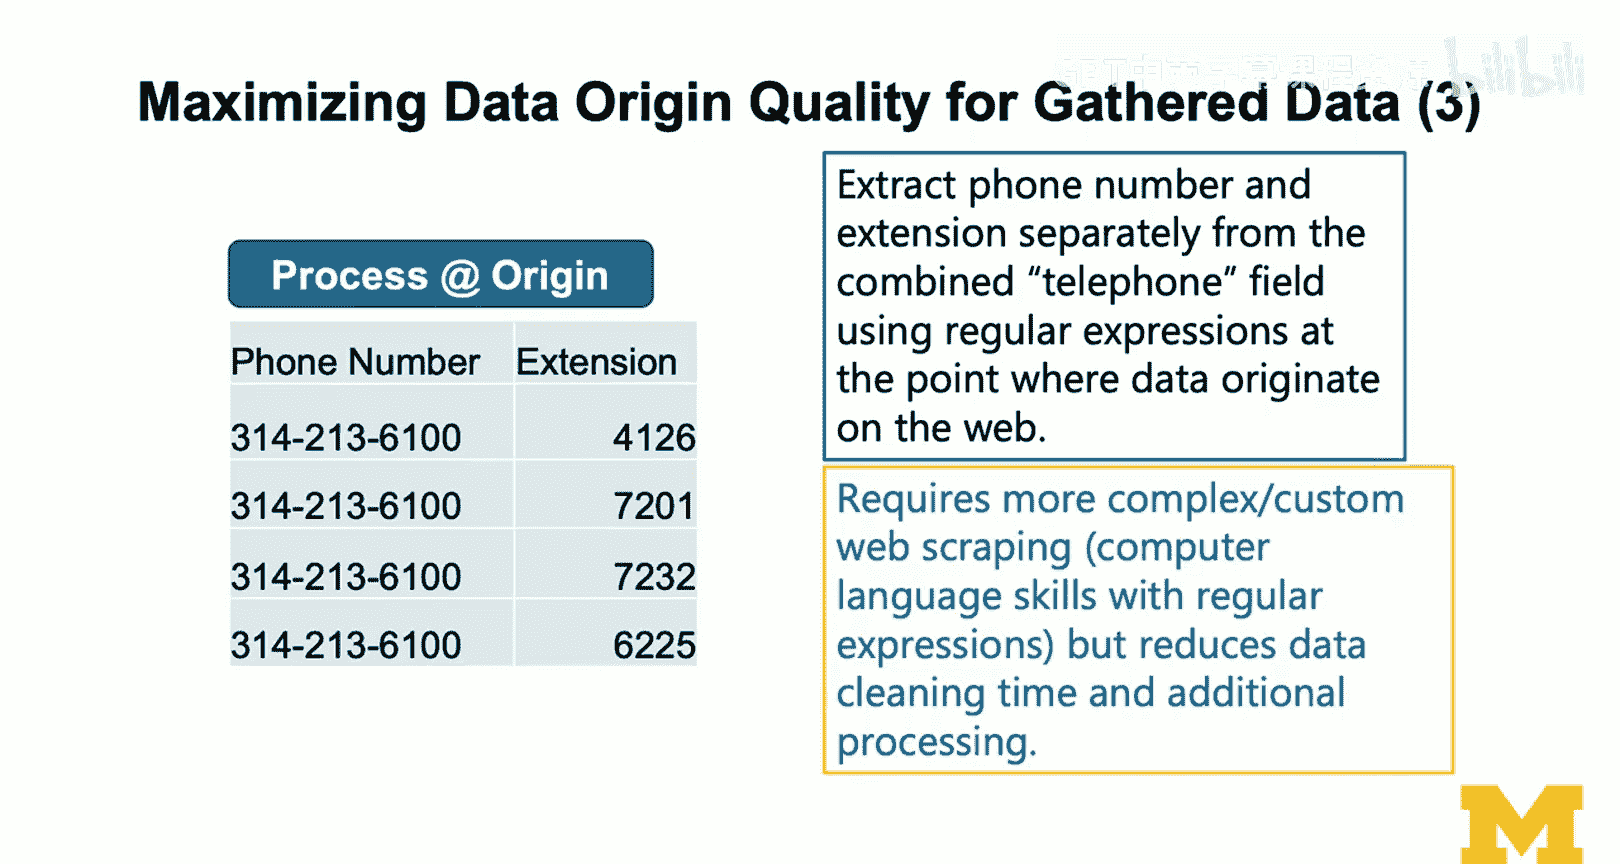 Maximizing Data Origin Quality for Gathered Data (3)
bilibili
Process @ Origin
Phone Number Extension
314-213-6100 4126
314-213-6100 7201
314-213-6100 7232
314-213-6100 6225
Extract phone number and
extension separately from the
combined “telephone” field
using regular expressions at
the point where data originate
on the web.
Requires more complex/custom
web scraping (computer
language skills with regular
expressions) but reduces data
cleaning time and additional
processing.
M